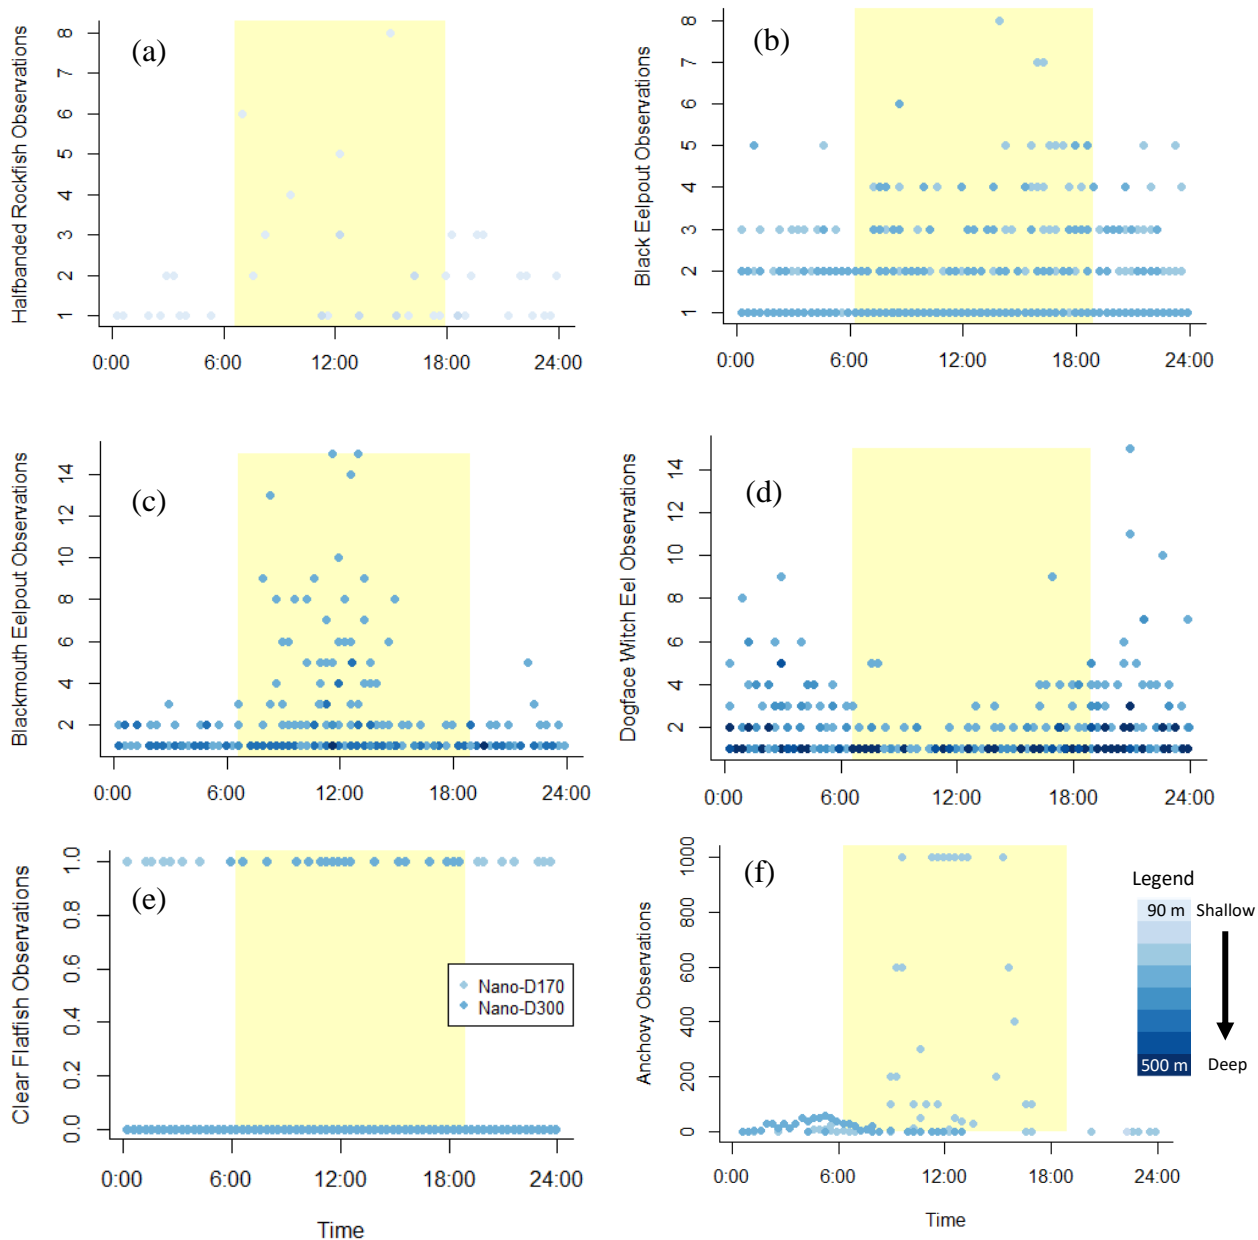 (a)
Halfbanded Rockfish Observations
8
7
6
5
4
3
2
1
0:00 6:00 12:00 18:00 24:00
(b)
Black Eelpout Observations
8
7
6
5
4
3
2
1
0:00 6:00 12:00 18:00 24:00
(c)
Blackmouth Eelpout Observations
14
12
10
8
6
4
2
0:00 6:00 12:00 18:00 24:00
(d)
Dogface Witch Eel Observations
14
12
10
8
6
4
2
0:00 6:00 12:00 18:00 24:00
(e)
Clear Flatfish Observations
1.0
0.8
0.6
0.4
0.2
0.0
Nano-D170
Nano-D300
0:00 6:00 12:00 18:00 24:00
Time
(f)
Anchovy Observations
1000
800
600
400
200
0
0:00 6:00 12:00 18:00 24:00
Time
Legend
90 m Shallow
500 m Deep